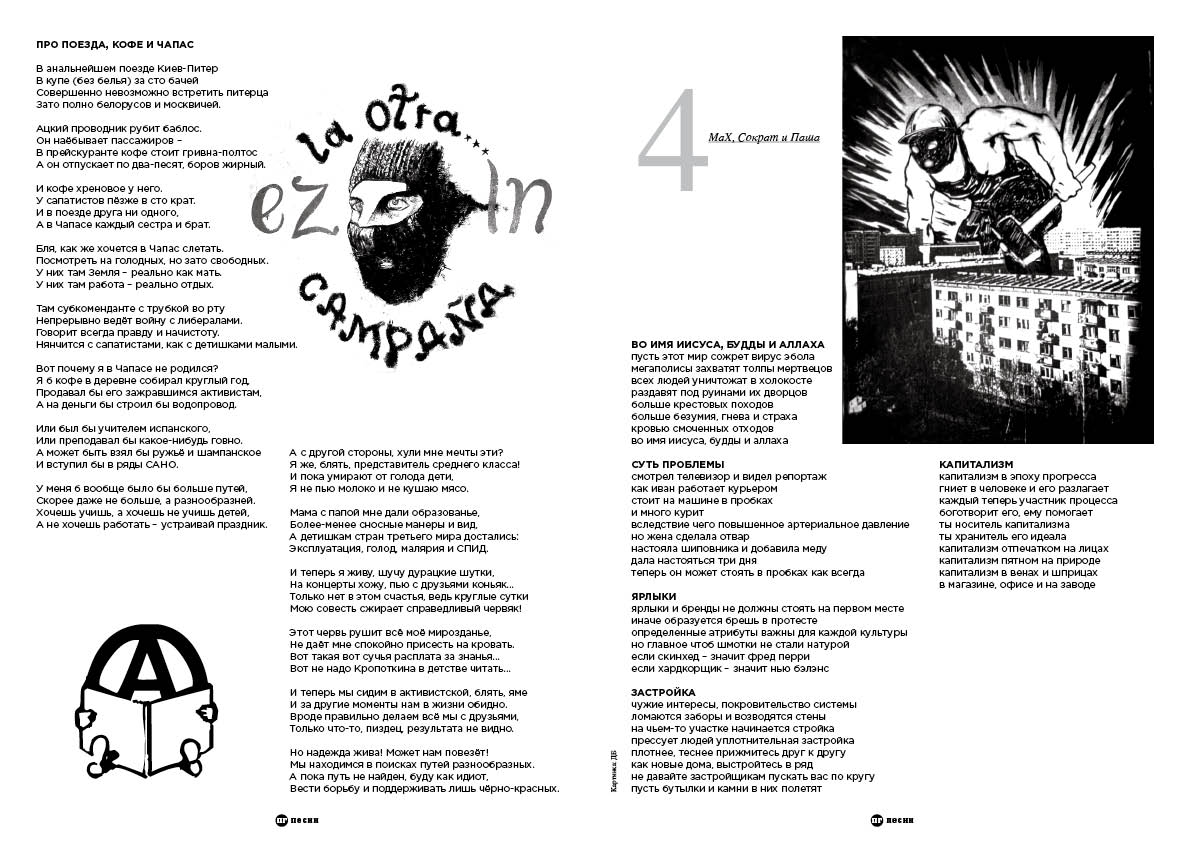 ПРО ПОЕЗДА, КОФЕ И ЧАПАС
В анальнейшем поезде Киев-Питер
В купе (без белья) за сто бачей
Совершенно невозможно встретить питерца
Зато полно белорусов и москвичей.
Ацкий проводник рубит баблос.
Он наёбывает пассажиров –
В прейскуранте кофе стоит гривна-полтос
А он отпускает по два-песят, боров жирный.
И кофе хреновое у него.
У сапатистов пёзже в сто крат.
И в поезде друга ни одного,
А в Чапасе каждый сестра и брат.
Бля, как же хочется в Чапас слетать.
Посмотреть на голодных, но зато свободных.
У них там Земля – реально как мать.
У них там работа – реально отдых.
Там субкоманданте с трубкой во рту
Непрерывно ведёт войну с либералами.
Говорит всегда правду и начистоту.
Нянчится с сапатистами, как с детишками малыми.
Вот почему я в Чапасе не родился?
Я б кофе в деревне собирал круглый год,
Продавал бы его зажравшимся активистам,
А на деньги бы строил бы водопровод.
Или был бы учителем испанского,
Или преподавал бы какое-нибудь говно.
А может быть взял бы ружьё и шампанское
И вступил бы в ряды САНО.
У меня б вообще было бы больше путей,
Скорее даже не больше, а разнообразней.
Хочешь учишь, а хочешь не учишь детей,
А не хочешь работать – устраивай праздник.
la otra...
ez ln
CAMPAÑA
А с другой стороны, хули мне мечты эти?
Я же, блять, представитель среднего класса!
И пока умирают от голода дети,
Я не пью молоко и не кушаю мясо.
Мама с папой мне дали образованье,
Более-менее сносные манеры и вид,
А детишкам стран третьего мира достались:
Эксплуатация, голод, малярия и СПИД.
И теперь я живу, шучу дурацкие шутки,
На концерты хожу, пью с друзьями коньяк...
Только нет в этом счастья, ведь круглые сутки
Мою совесть сжирает справедливый червяк!
Этот червь рушит всё моё мирозданье,
Не даёт мне спокойно присесть на кровать.
Вот такая вот сучья расплата за знанья...
Вот не надо Кропоткина в детстве читать...
И теперь мы сидим в активистской, блять, яме
И за другие моменты нам в жизни обидно.
Вроде правильно делаем всё мы с друзьями,
Только что-то, пиздец, результата не видно.
Но надежда жива! Может нам повезёт!
Мы находимся в поисках путей разнообразных.
А пока путь не найден, буду как идиот,
Вести борьбу и поддерживать лишь чёрно-красных.
A
пг песни
4
МаХ, Сократ и Паша
ВО ИМЯ ИИСУСА, БУДДЫ И АЛЛАХА
пусть этот мир сожрет вирус эбола
мегаполисы захватят толпы мертвецов
всех людей уничтожат в холокосте
раздавят под руинами их дворцов
больше крестовых походов
больше безумия, гнева и страха
кровью смоченных отходов
во имя иисуса, будды и аллаха
СУТЬ ПРОБЛЕМЫ
смотрел телевизор и видел репортаж
как иван работает курьером
стоит на машине в пробках
и много курит
вследствие чего повышенное артериальное давление
но жена сделала отвар
настояла шиповника и добавила меду
дала настояться три дня
теперь он может стоять в пробках как всегда
ЯРЛЫКИ
ярлыки и бренды не должны стоять на первом месте
иначе образуется брешь в протесте
определенные атрибуты важны для каждой культуры
но главное чтоб шмотки не стали натурой
если скинхед – значит фред перри
если хардкорщик – значит нью бэлэнс
ЗАСТРОЙКА
чужие интересы, покровительство системы
ломаются заборы и возводятся стены
на чьем-то участке начинается стройка
прессует людей уплотнительная застройка
плотнее, теснее прижмитесь друг к другу
как новые дома, выстройтесь в ряд
не давайте застройщикам пускать вас по кругу
пусть бутылки и камни в них полетят
КАПИТАЛИЗМ
капитализм в эпоху прогресса
гниет в человеке и его разлагает
каждый теперь участник процесса
боготворит его, ему помогает
ты носитель капитализма
ты хранитель его идеала
капитализм отпечатком на лицах
капитализм пятном на природе
капитализм в венах и шприцах
в магазине, офисе и на заводе
Картинка: ДБ
пг песни